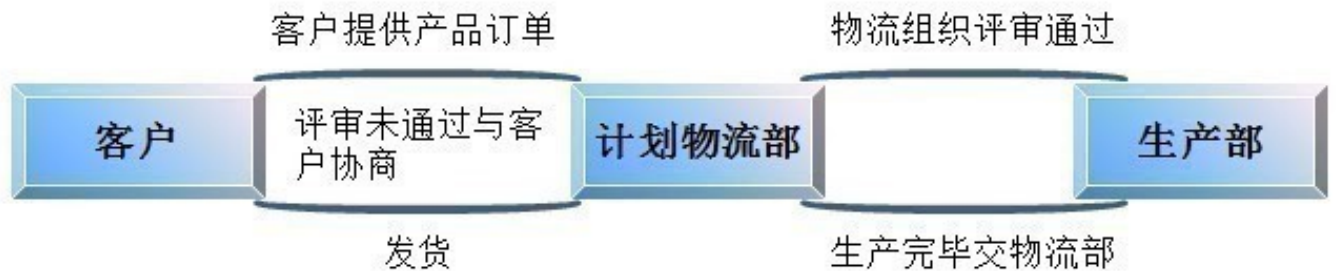 客户提供产品订单
物流组织评审通过
客户
评审未通过与客
户协商
计划物流部
生产部
发货
生产完毕交物流部